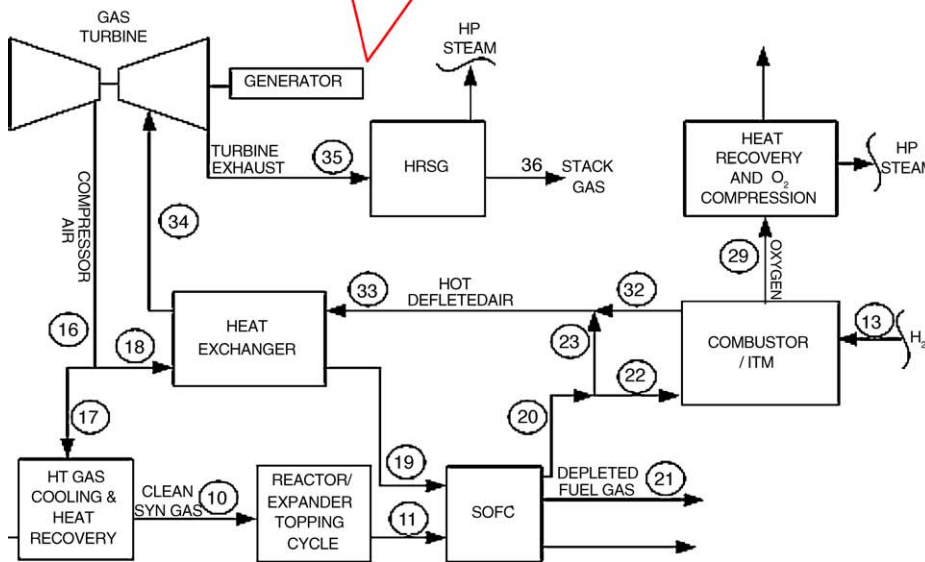 GAS
TURBINE
GENERATOR
HP
STEAM
TURBINE
EXHAUST
35
HRSG
36
STACK
GAS
HEAT
RECOVERY
AND O₂
COMPRESSION
HP
STEAM
COMPRESSOR
AIR
34
29
OXYGEN
16
18
HEAT
EXCHANGER
33
HOT
DEFLETEDAIR
32
23
22
COMBUSTOR
/ ITM
13
H₂
17
20
19
HT GAS
COOLING &
HEAT
RECOVERY
CLEAN
SYN GAS
10
REACTOR/
EXPANDER
TOPPING
CYCLE
11
SOFC
DEPLETED
FUEL GAS
21